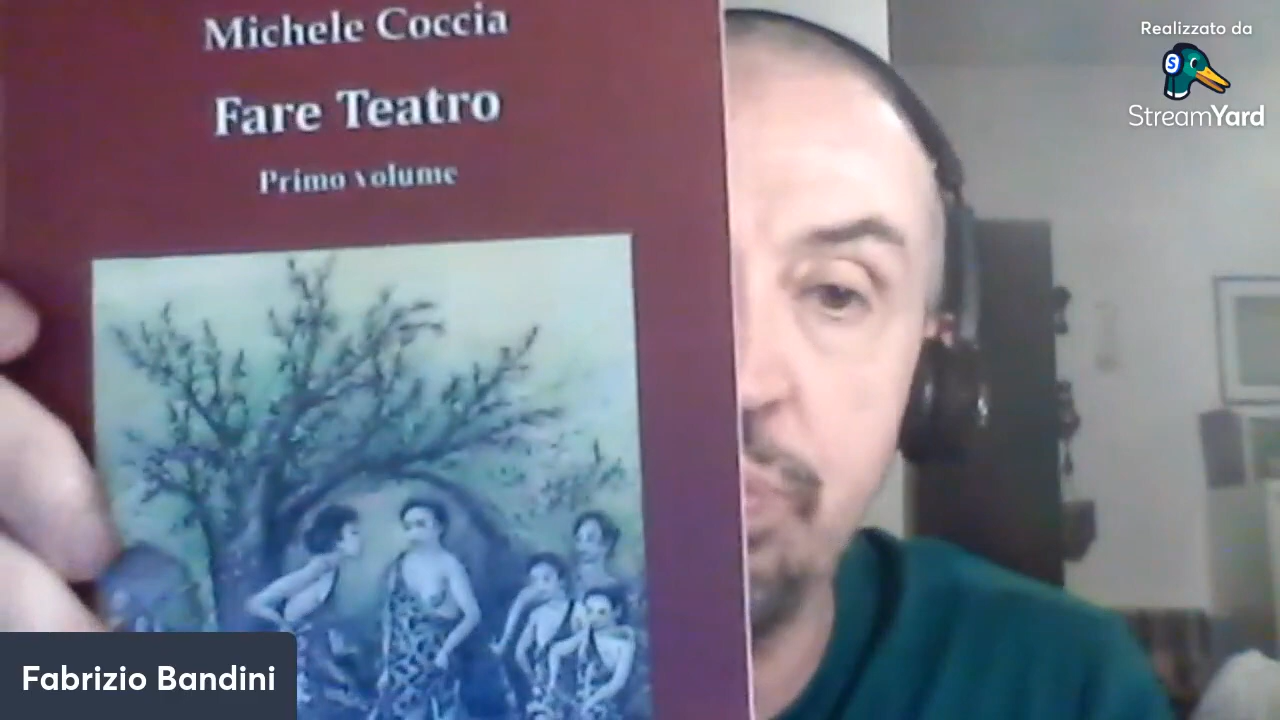 Michele Coccia
Fare Teatro
Primo volume
Realizzato da
S
StreamYard
Fabrizio Bandini